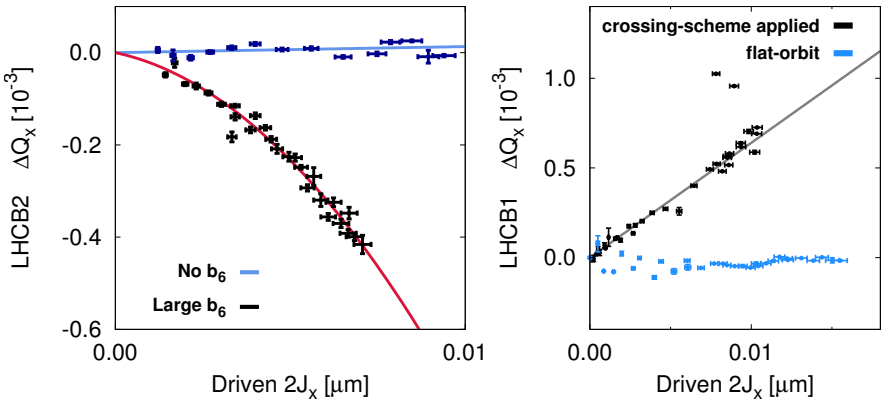 LHCB2 ΔQx [10-3]
0.0
-0.2
-0.4
-0.6
No b6
Large b6
0.00
0.01
Driven 2Jx [μm]
LHCB1 ΔQx [10-3]
1.0
0.5
0.0
crossing-scheme applied
flat-orbit
0.00
0.01
Driven 2Jx [μm]